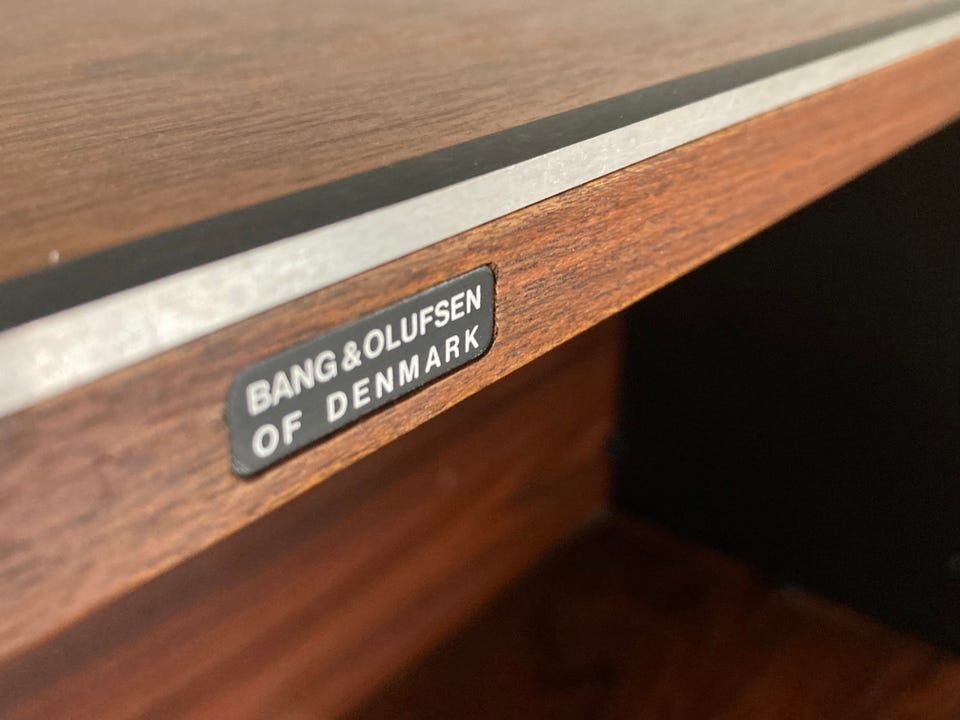 BANG & OLUFSEN
OF DENMARK